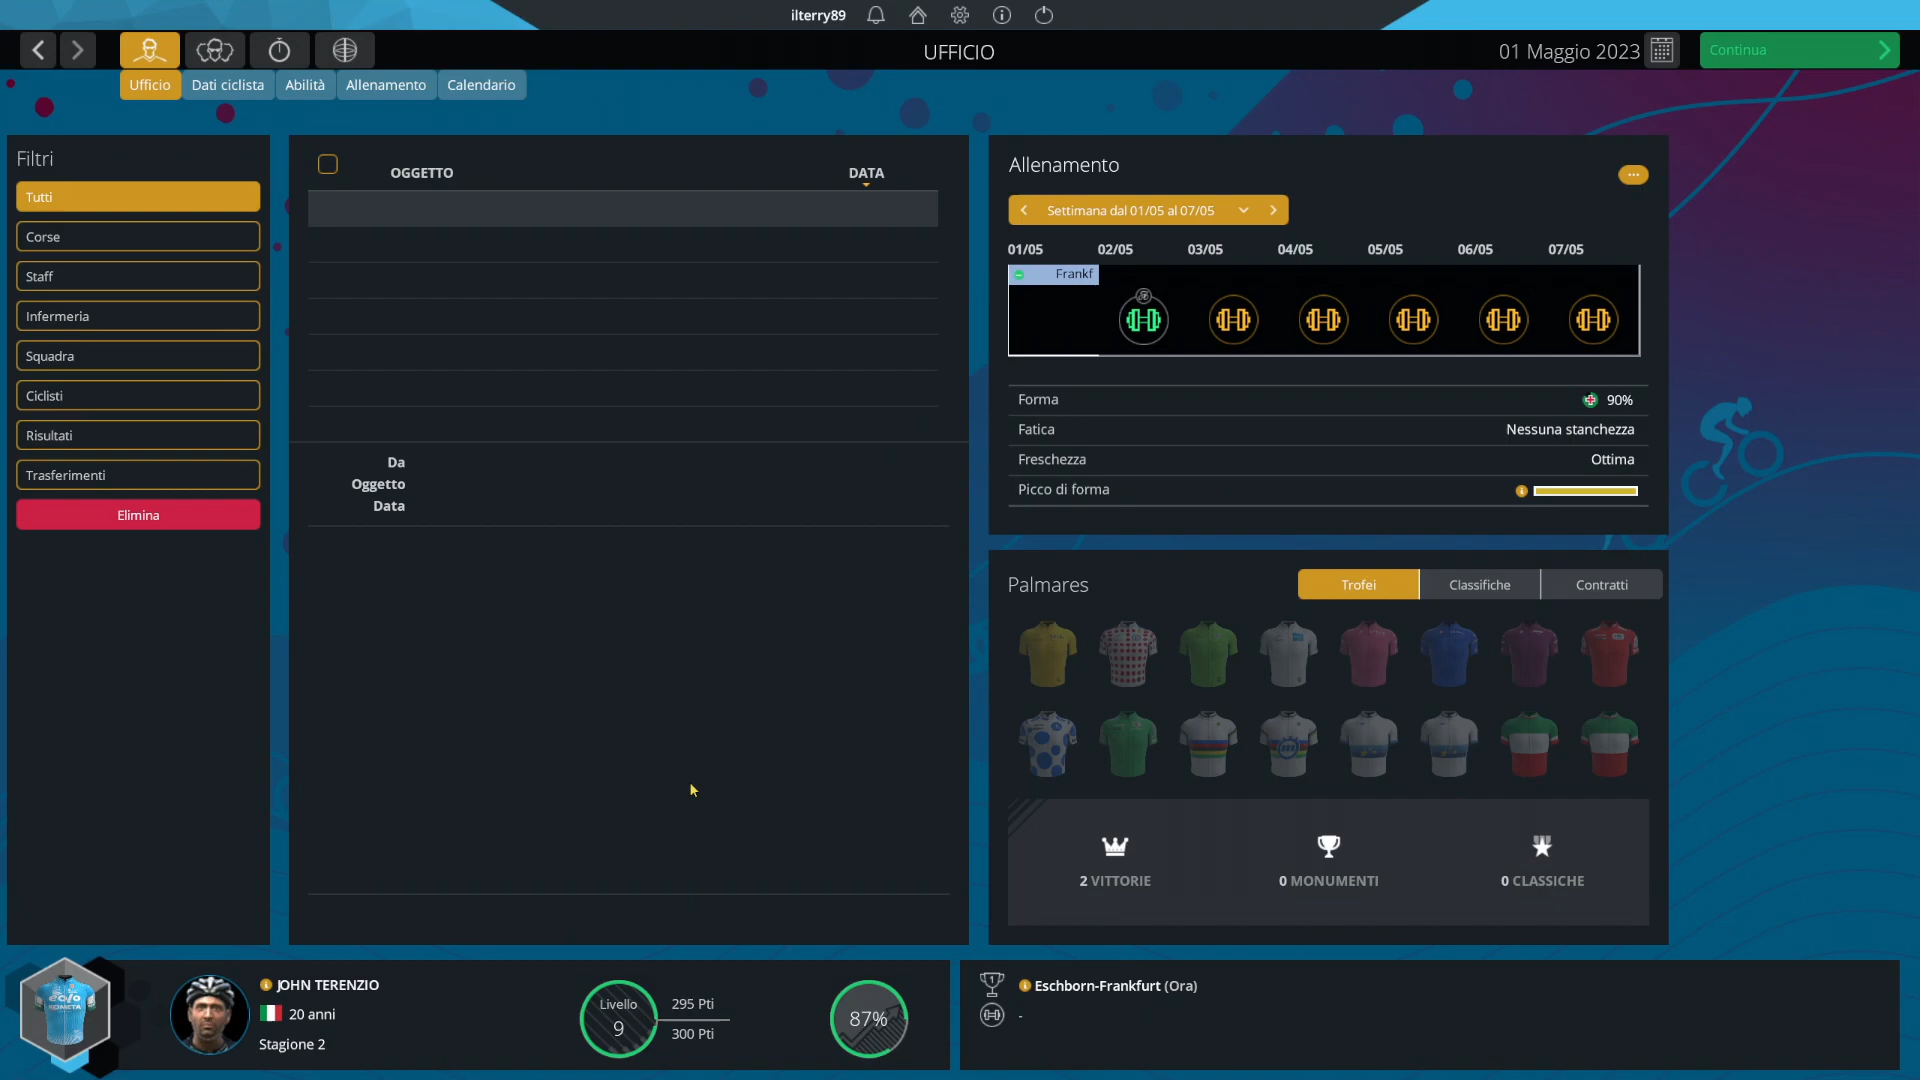 ilterry89
UFFICIO
01 Maggio 2023
Continua
Ufficio
Dati ciclista
Abilità
Allenamento
Calendario
Filtri
Tutti
Corse
Staff
Infermeria
Squadra
Ciclisti
Risultati
Trasferimenti
Elimina
OGGETTO
DATA
Da
Oggetto
Data
Allenamento
...
Settimana dal 01/05 al 07/05
01/05 02/05 03/05 04/05 05/05 06/05 07/05
Frankf
Forma 90%
Fatica Nessuna stanchezza
Freschezza Ottima
Picco di forma
Palmares
Trofei
Classifiche
Contratti
2 VITTORIE
0 MONUMENTI
0 CLASSICHE
eolo
KOMETA
JOHN TERENZIO
20 anni
Stagione 2
Livello
9
295 Pti
300 Pti
87%
1
Eschborn-Frankfurt (Ora)
-